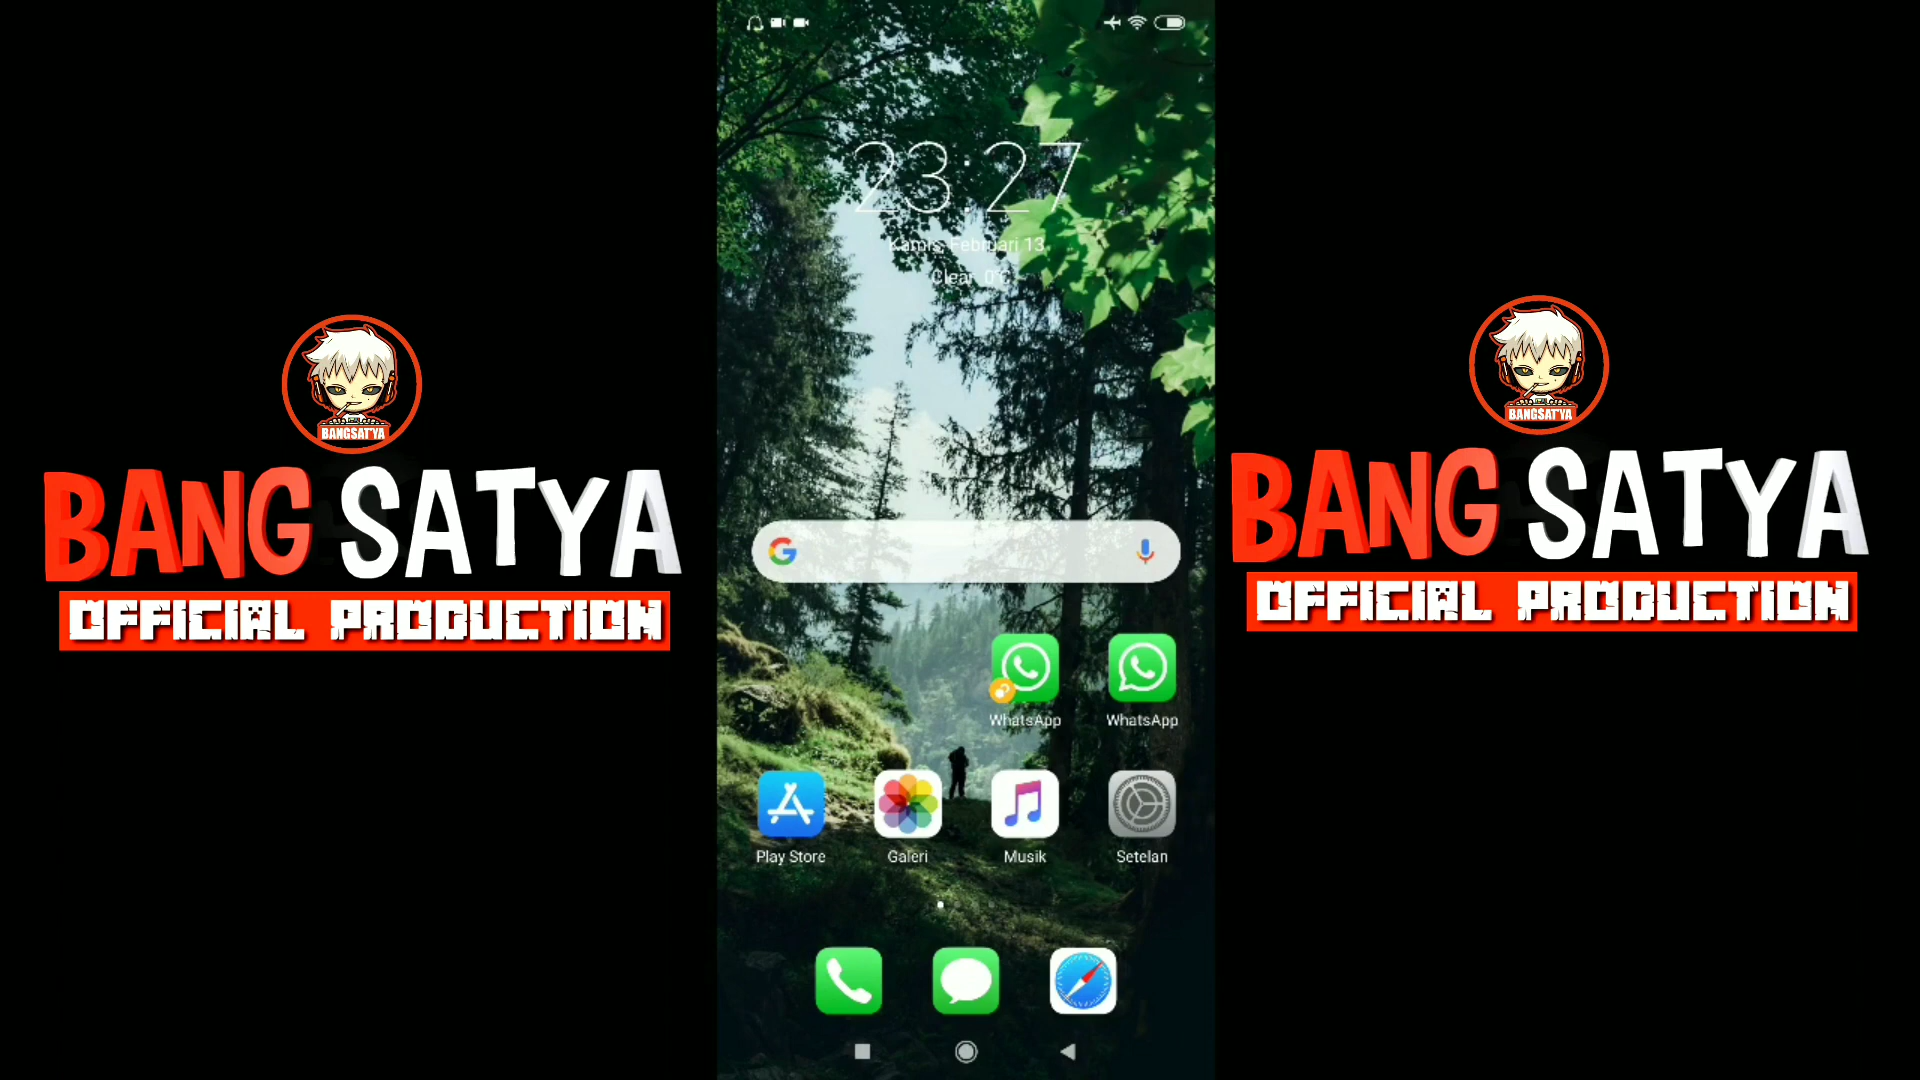 23:27
Kamis, Februari 13
Clear 0°C
BANGSATYA
BANG SATYA
OFFICIAL PRODUCTION
BANGSATYA
BANG SATYA
OFFICIAL PRODUCTION
WhatsApp
WhatsApp
Play Store
Galeri
Musik
Setelan